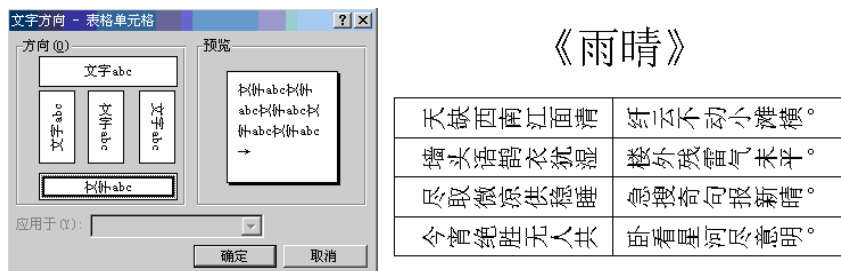 文字方向 - 表格单元格
方向(O)
文字abc
文字abc
文字abc
文字abc
文字abc
预览
文字abc文字
abc文字abc文
字abc文字abc
→
应用于(Y):
确定 取消
《雨晴》
天缺西南江面清 纤云不动小滩横。
墙头语鹊衣犹湿 楼外残雷气未平。
尽取微凉供稳睡 急搜奇句报新晴。
今宵绝胜无人共 卧看星河尽意明。